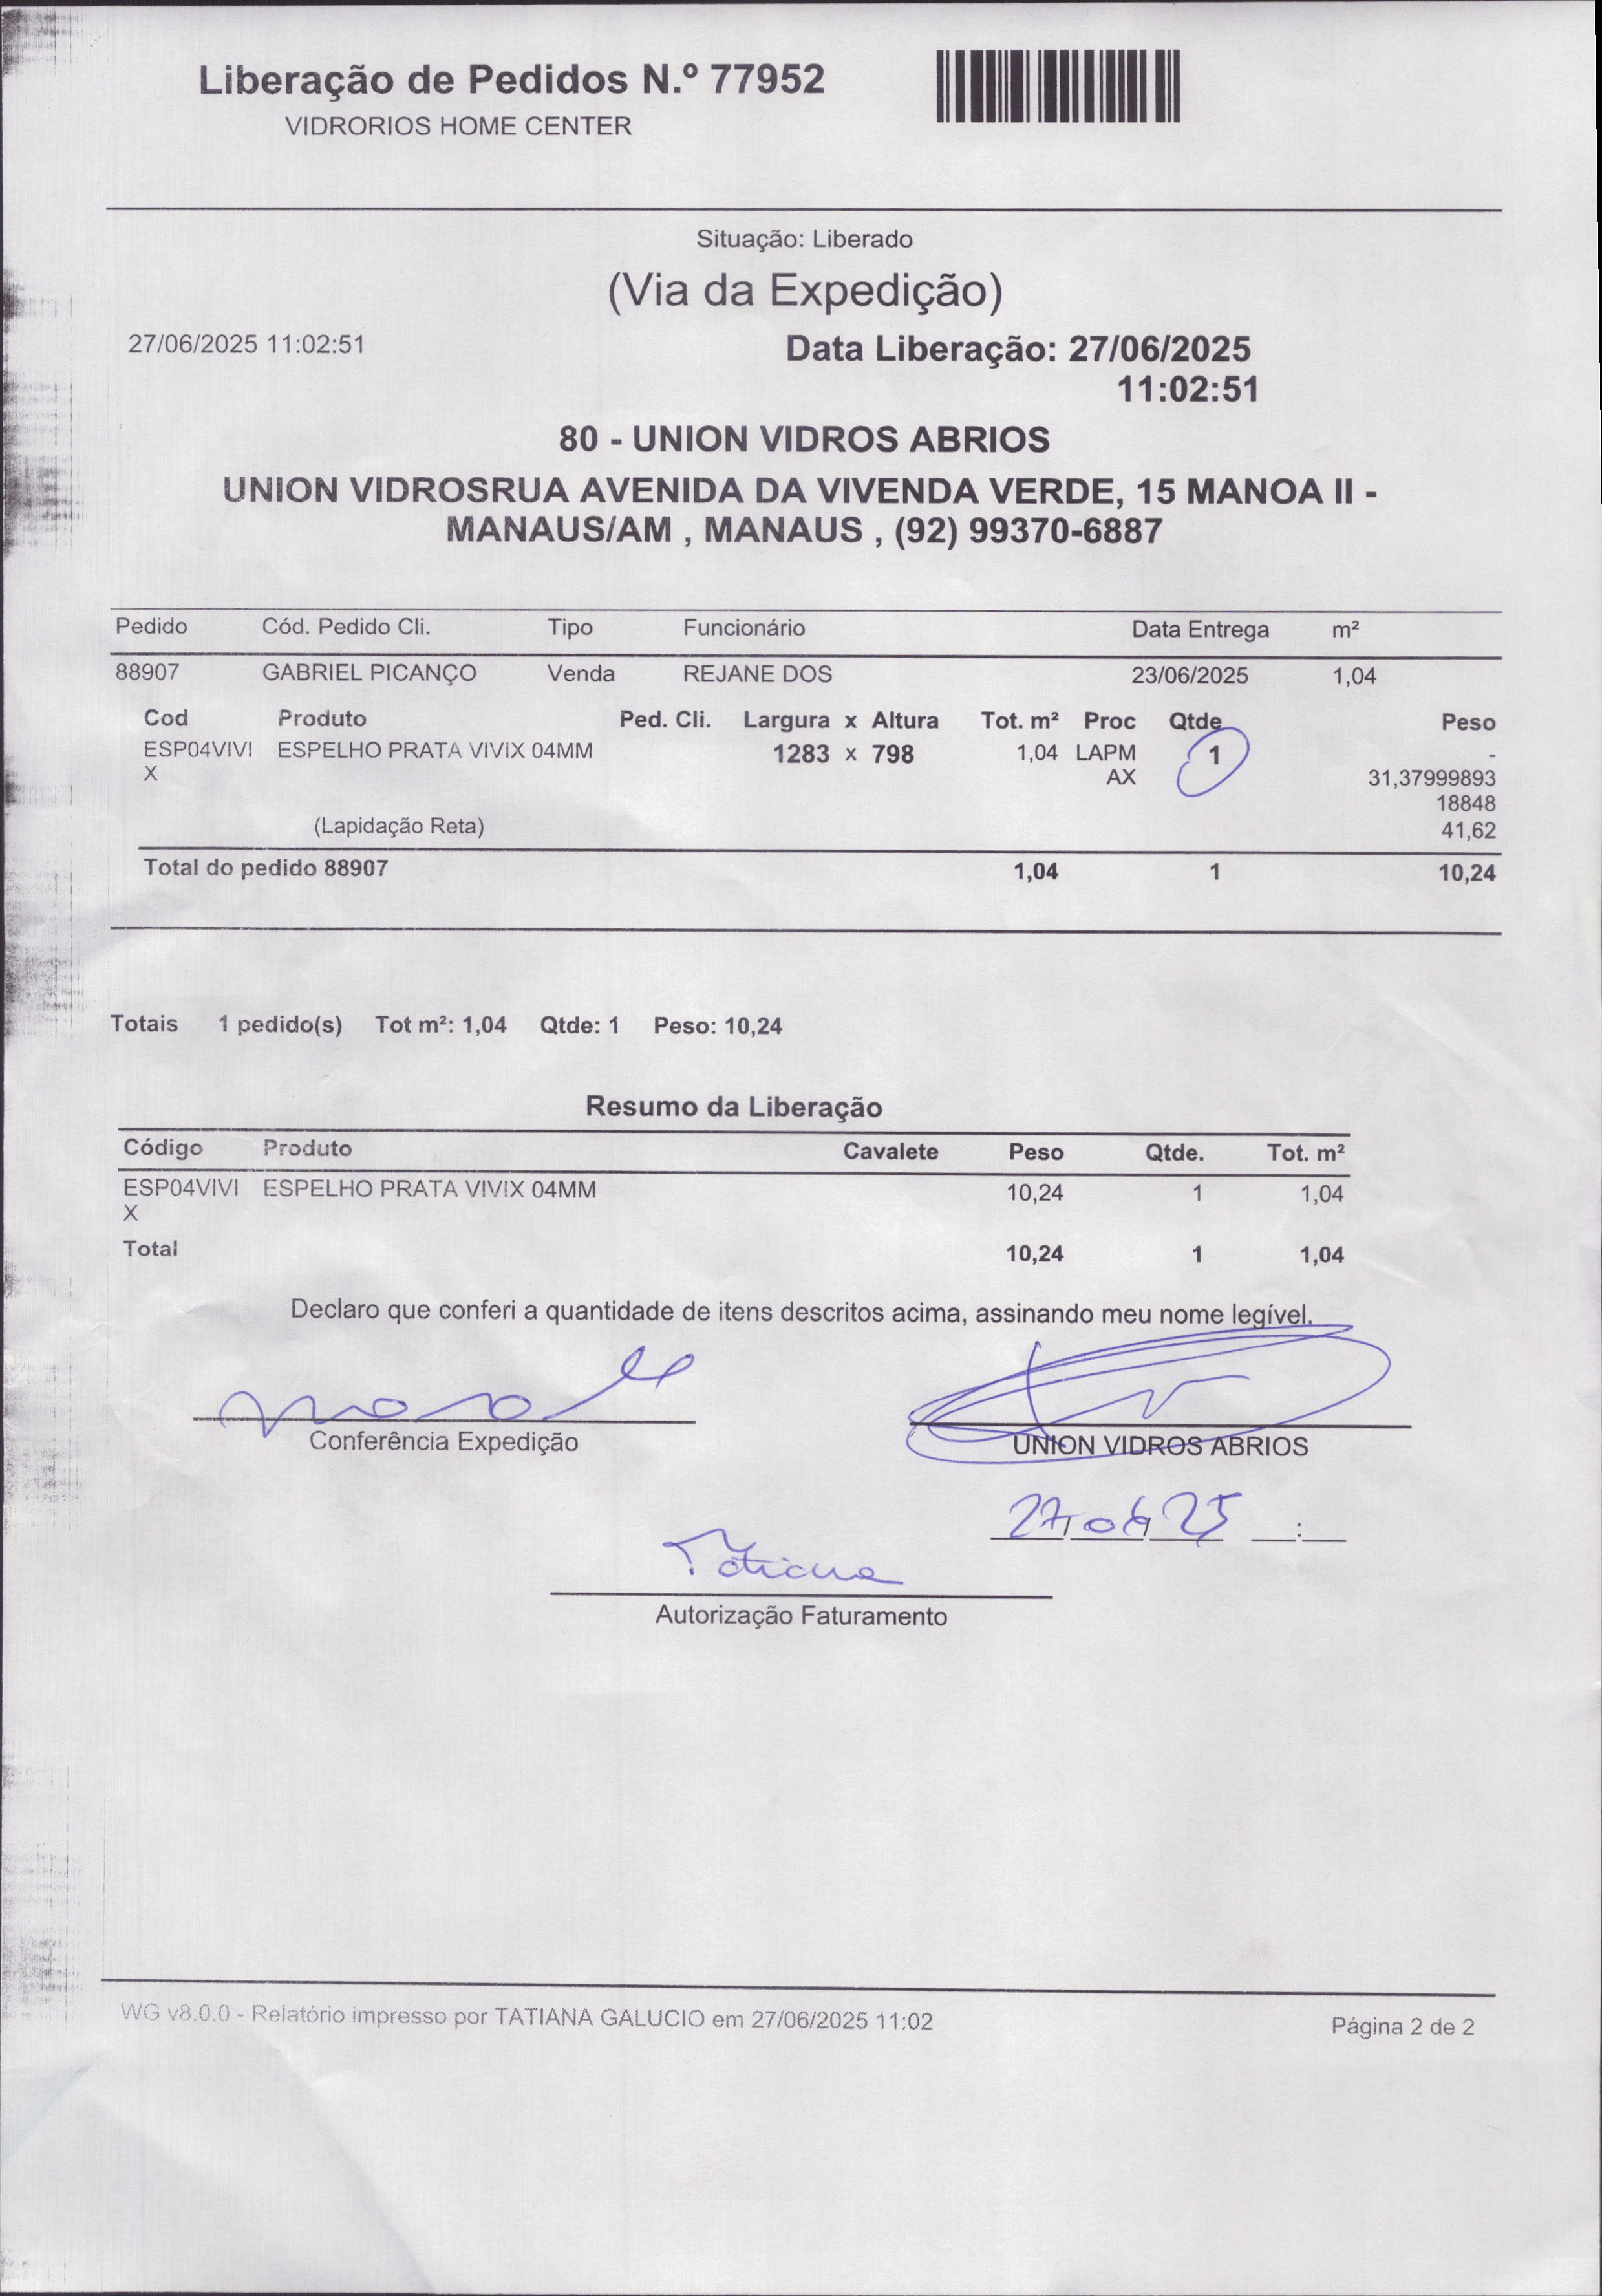 Liberação de Pedidos N.º 77952
VIDRORIOS HOME CENTER
Situação: Liberado
(Via da Expedição)
27/06/2025 11:02:51
Data Liberação: 27/06/2025
11:02:51
80 - UNION VIDROS ABRIOS
UNION VIDROSRUA AVENIDA DA VIVENDA VERDE, 15 MANOA II -
MANAUS/AM , MANAUS , (92) 99370-6887
Pedido Cód. Pedido Cli. Tipo Funcionário Data Entrega m²
88907 GABRIEL PICANÇO Venda REJANE DOS 23/06/2025 1,04
Cod Produto Ped. Cli. Largura x Altura Tot. m² Proc Qtde Peso
ESP04VIVI ESPELHO PRATA VIVIX 04MM 1283 x 798 1,04 LAPM 1 -
X AX 31,37999893
18848
(Lapidação Reta) 41,62
Total do pedido 88907 1,04 1 10,24
Totais 1 pedido(s) Tot m²: 1,04 Qtde: 1 Peso: 10,24
Resumo da Liberação
Código Produto Cavalete Peso Qtde. Tot. m²
ESP04VIVI ESPELHO PRATA VIVIX 04MM 10,24 1 1,04
X
Total 10,24 1 1,04
Declaro que conferi a quantidade de itens descritos acima, assinando meu nome legível.
Conferência Expedição UNION VIDROS ABRIOS
27/06/25 __:__
Tatiana
Autorização Faturamento
WG v8.0.0 - Relatório impresso por TATIANA GALUCIO em 27/06/2025 11:02
Página 2 de 2